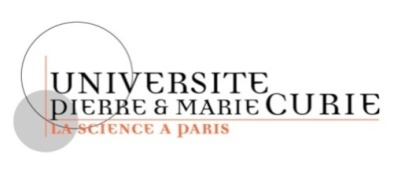 UNIVERSITE
PIERRE & MARIE CURIE
LA SCIENCE A PARIS